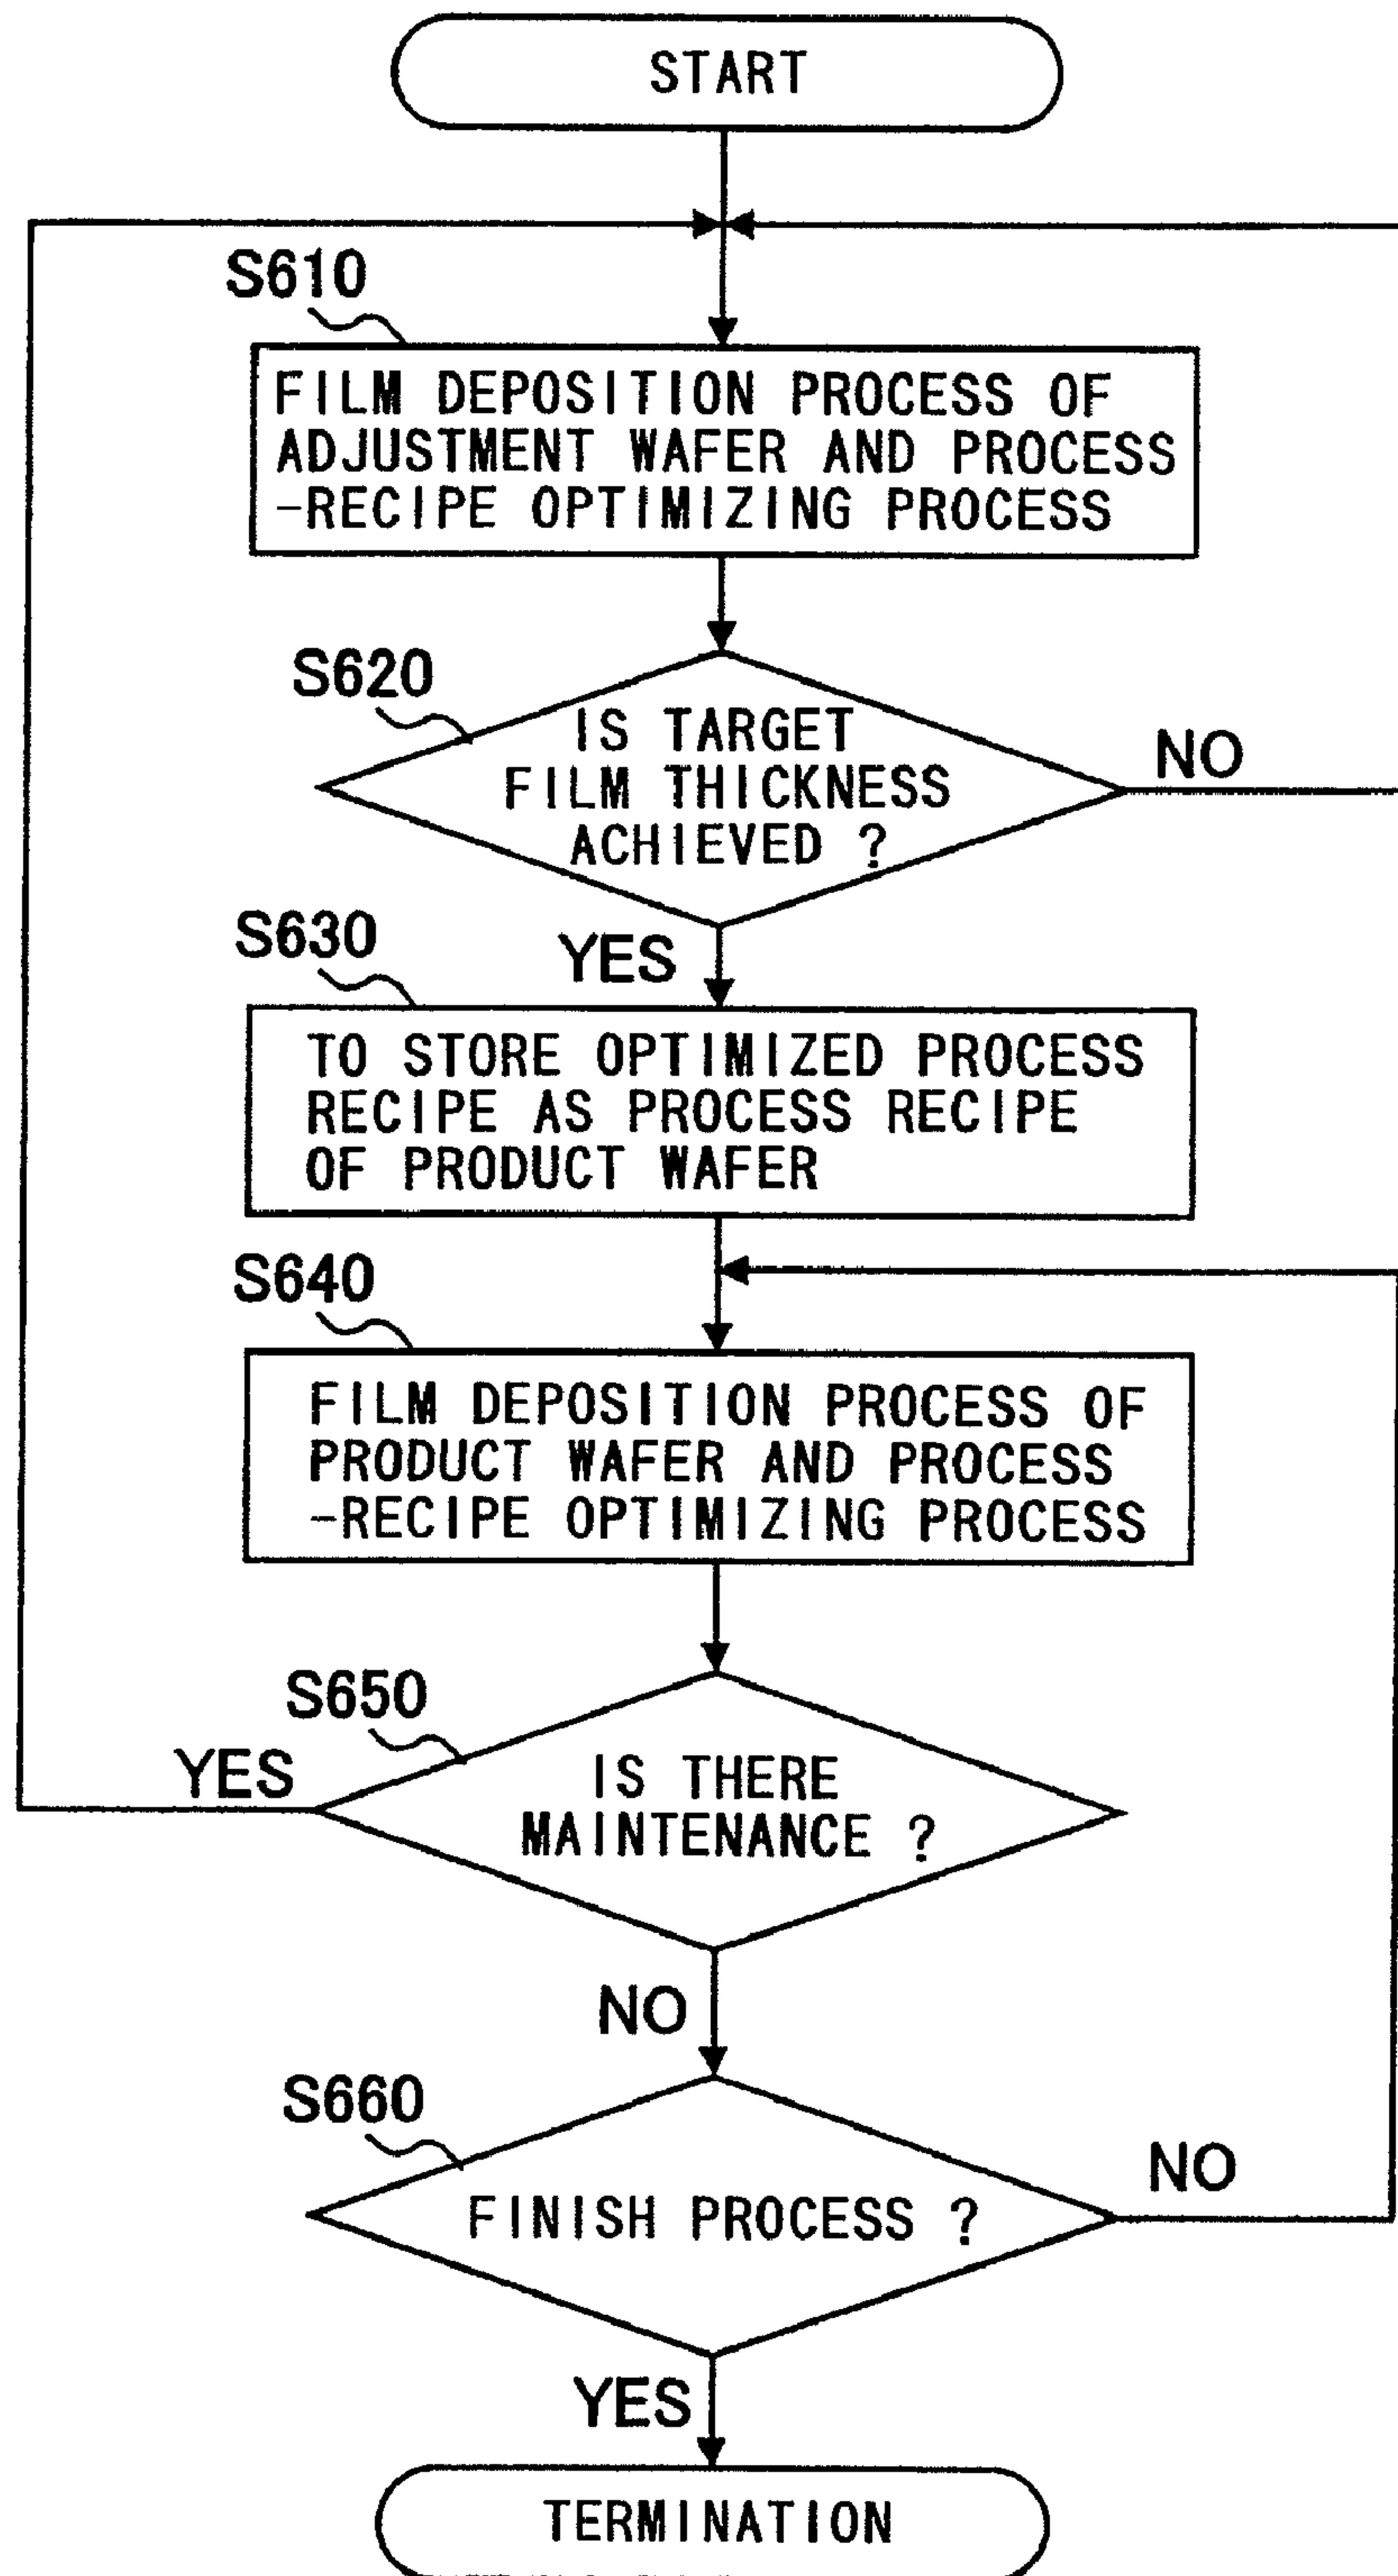 START
S610
FILM DEPOSITION PROCESS OF
ADJUSTMENT WAFER AND PROCESS
-RECIPE OPTIMIZING PROCESS
S620
IS TARGET
FILM THICKNESS
ACHIEVED ?
NO
YES
S630
TO STORE OPTIMIZED PROCESS
RECIPE AS PROCESS RECIPE
OF PRODUCT WAFER
S640
FILM DEPOSITION PROCESS OF
PRODUCT WAFER AND PROCESS
-RECIPE OPTIMIZING PROCESS
S650
YES
IS THERE
MAINTENANCE ?
NO
S660
FINISH PROCESS ?
NO
YES
TERMINATION